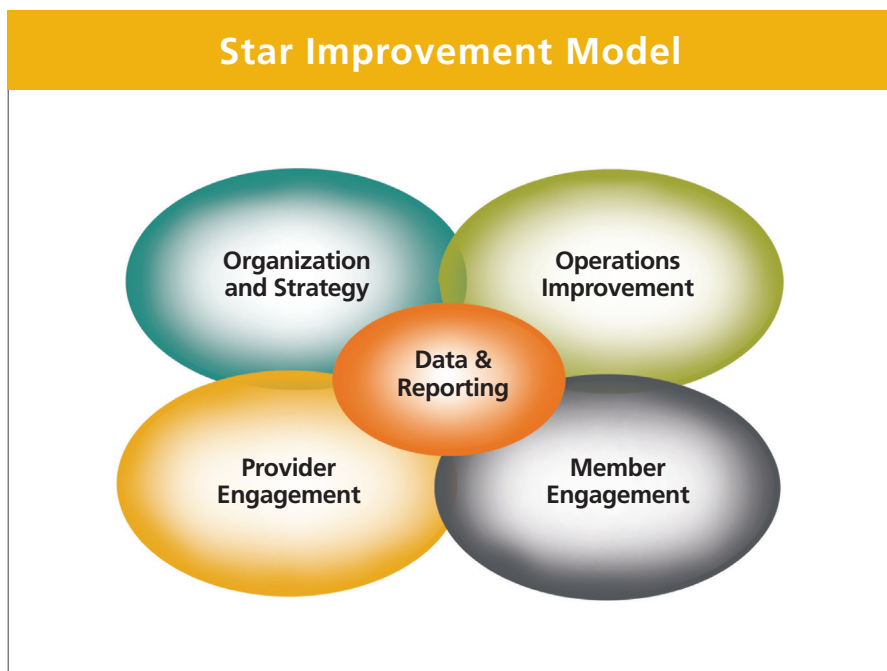 Star Improvement Model
Organization
and Strategy
Operations
Improvement
Data &
Reporting
Provider
Engagement
Member
Engagement